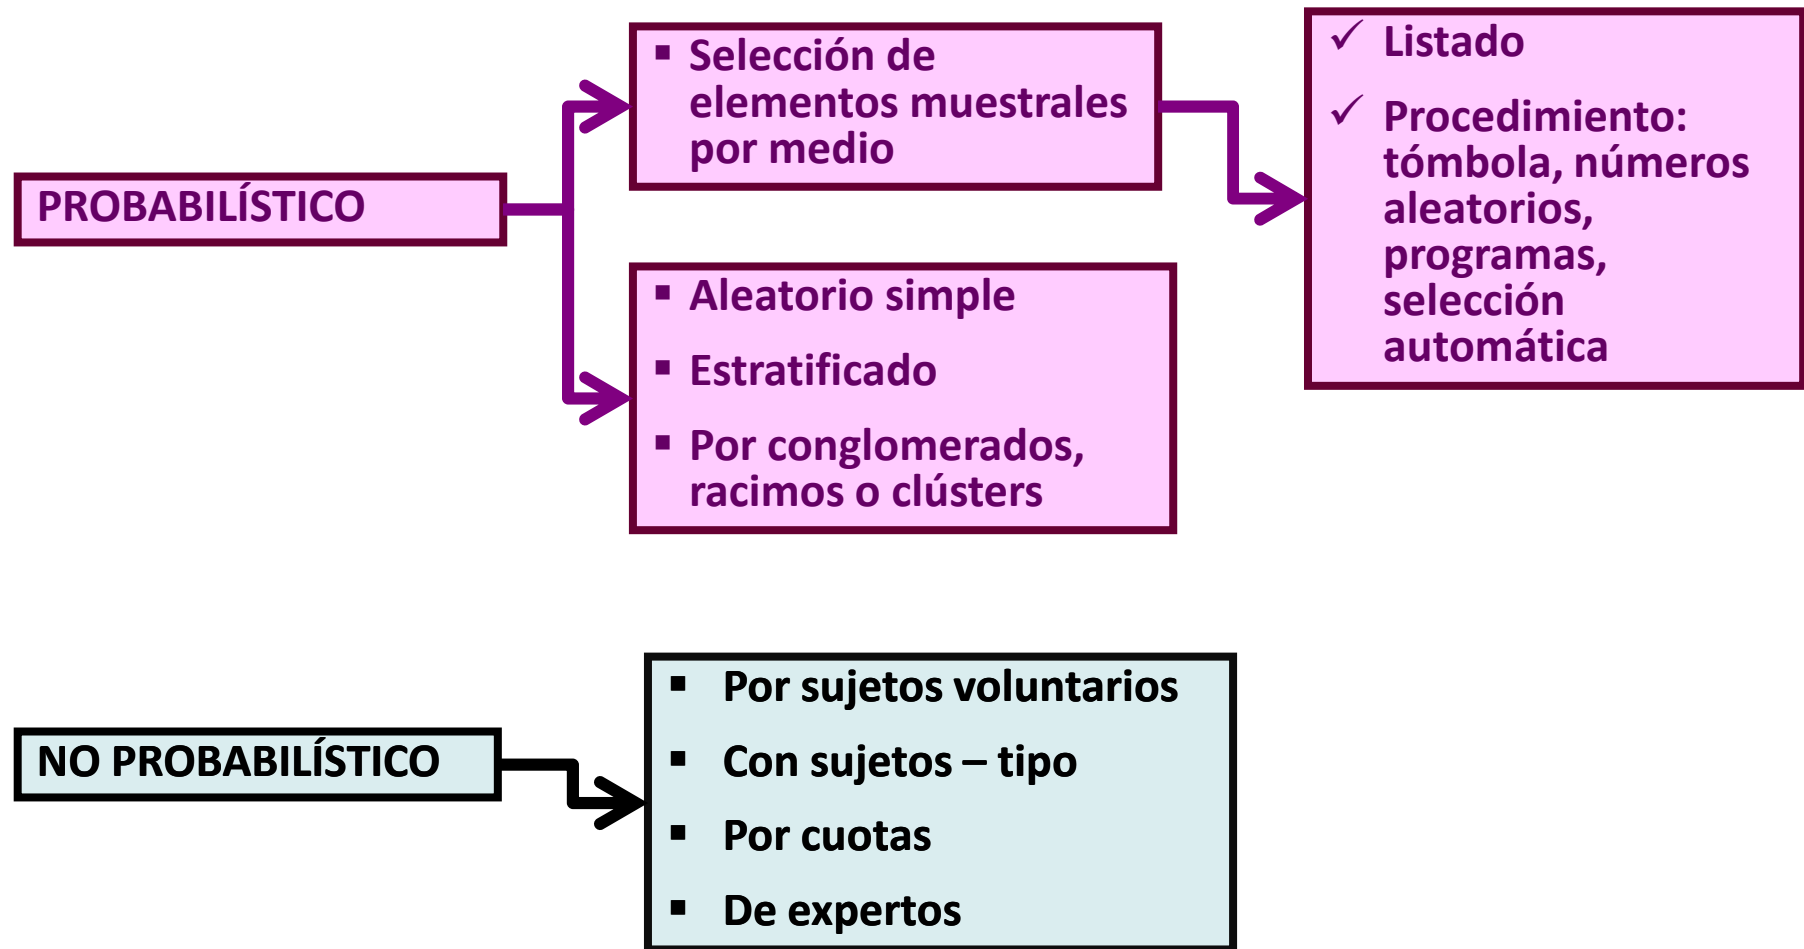 PROBABILÍSTICO
▪ Selección de
elementos muestrales
por medio
✓ Listado
✓ Procedimiento:
tómbola, números
aleatorios,
programas,
selección
automática
▪ Aleatorio simple
▪ Estratificado
▪ Por conglomerados,
racimos o clústers
NO PROBABILÍSTICO
▪ Por sujetos voluntarios
▪ Con sujetos – tipo
▪ Por cuotas
▪ De expertos